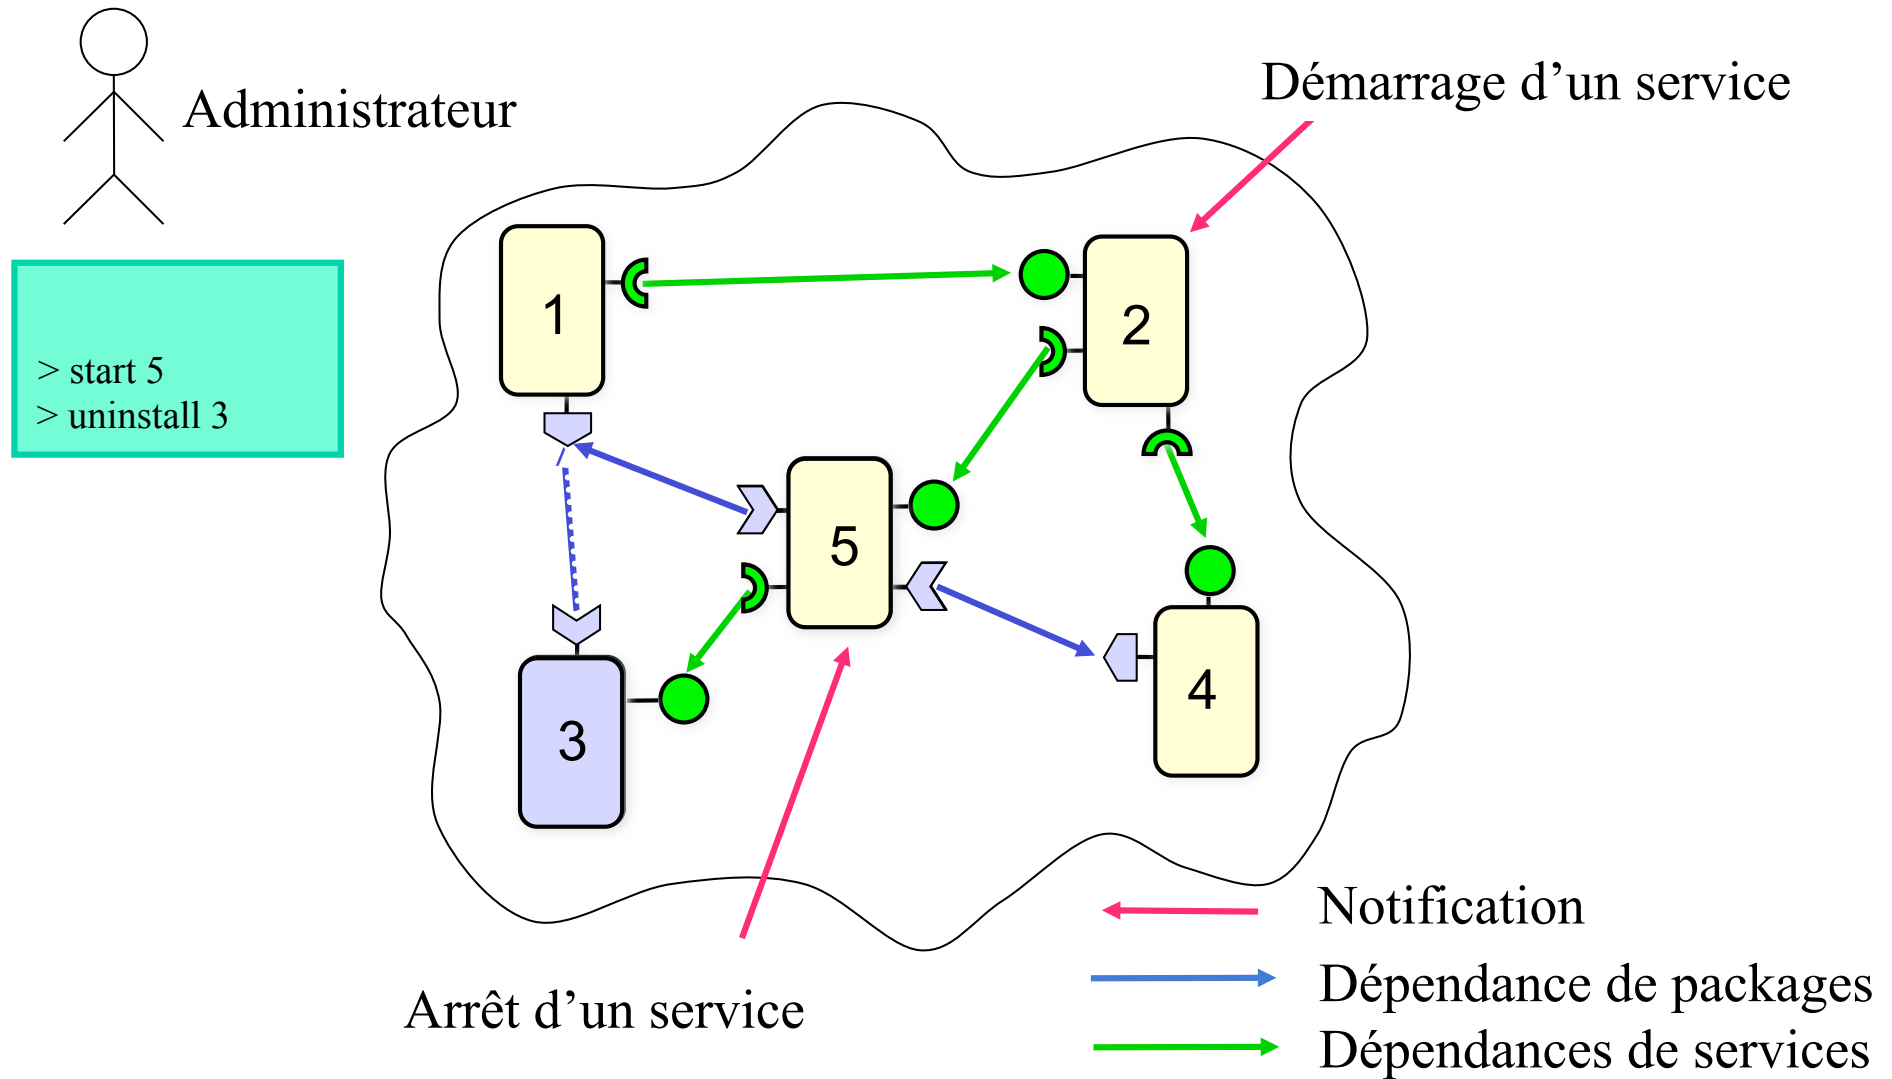 Démarrage d’un service
Administrateur
1
2
> start 5
> uninstall 3
5
4
3
Notification
Dépendance de packages
Arrêt d’un service
Dépendances de services